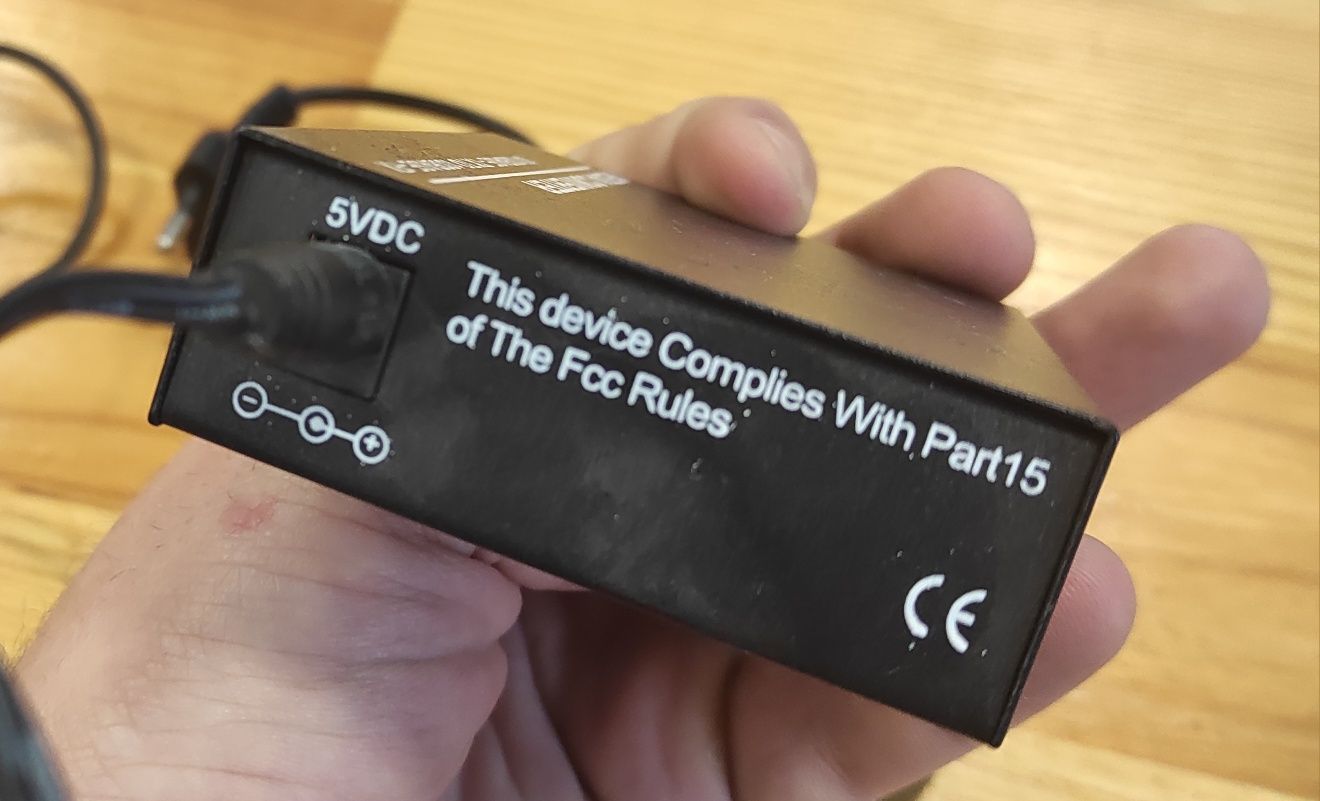 5VDC
This device Complies With Part15
of The Fcc Rules
CE